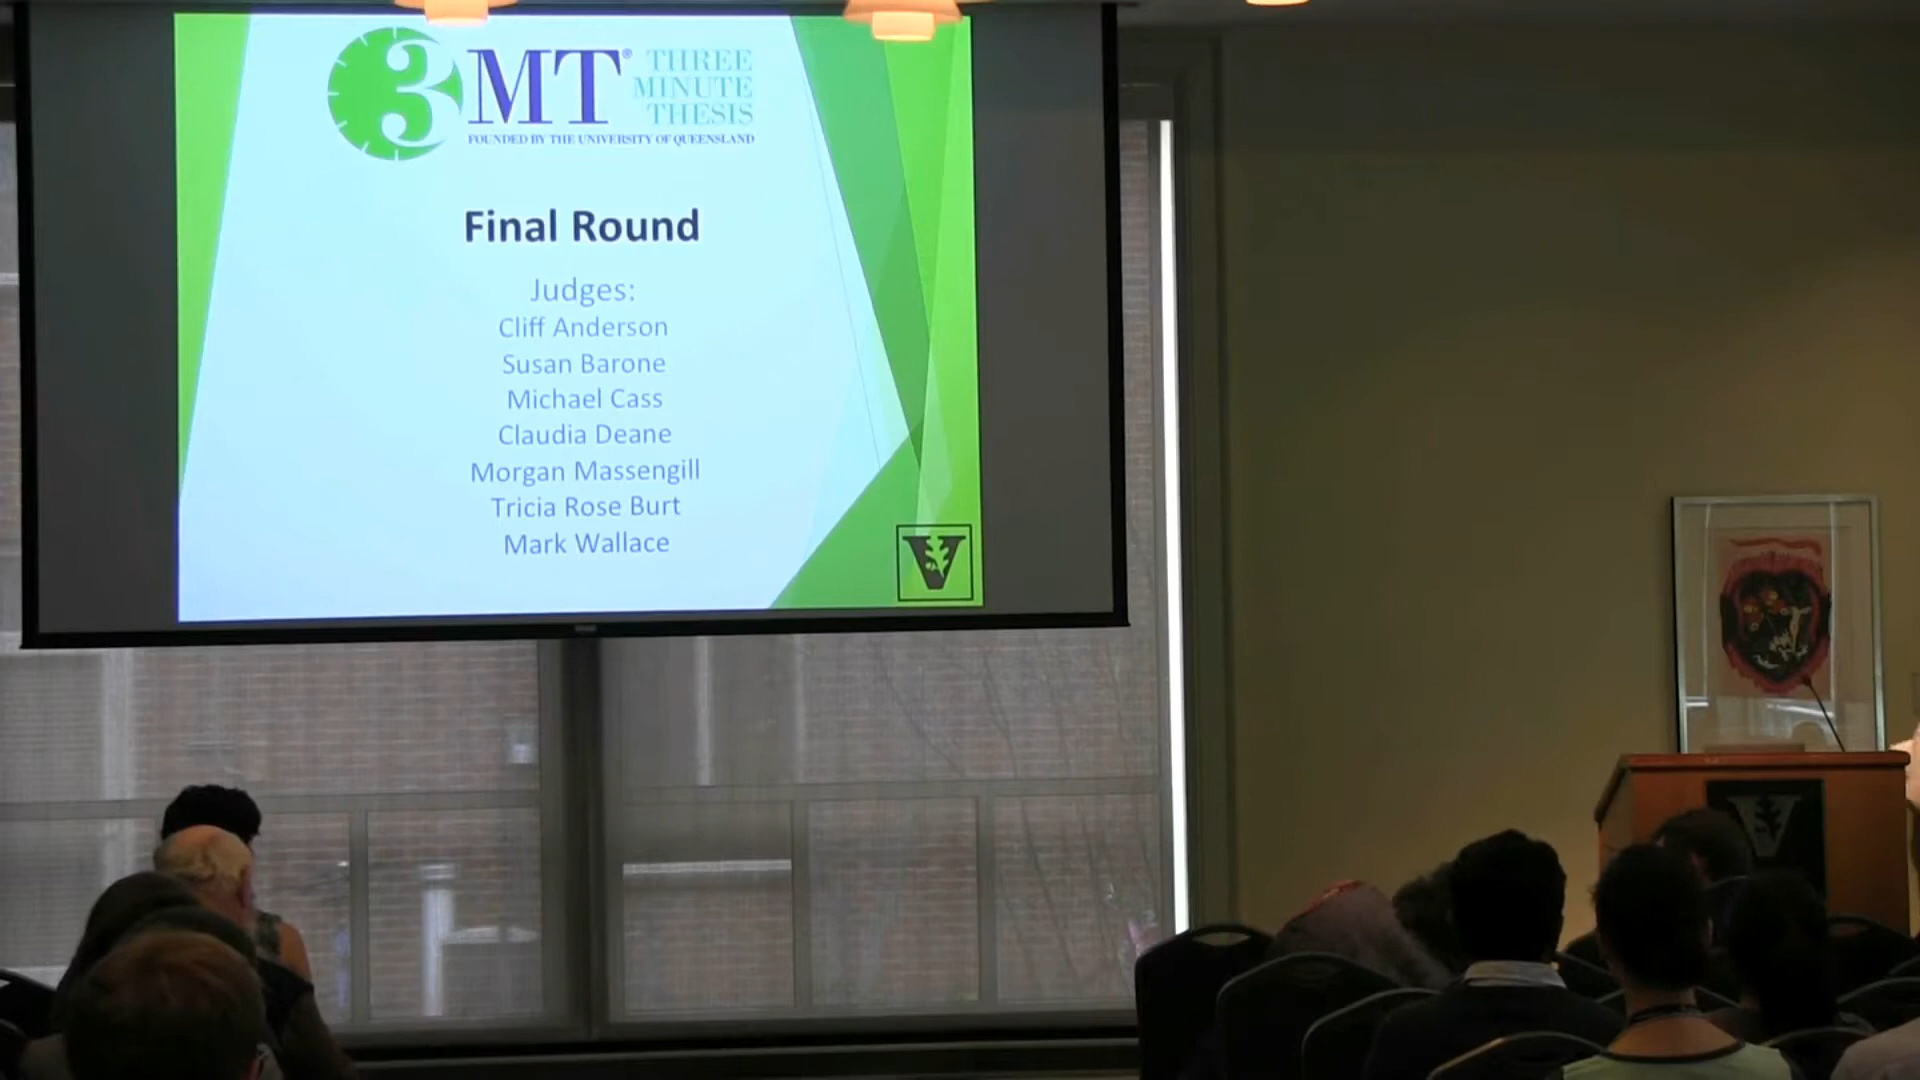 3MT® THREE
MINUTE
THESIS
FOUNDED BY THE UNIVERSITY OF QUEENSLAND
Final Round
Judges:
Cliff Anderson
Susan Barone
Michael Cass
Claudia Deane
Morgan Massengill
Tricia Rose Burt
Mark Wallace
V
V